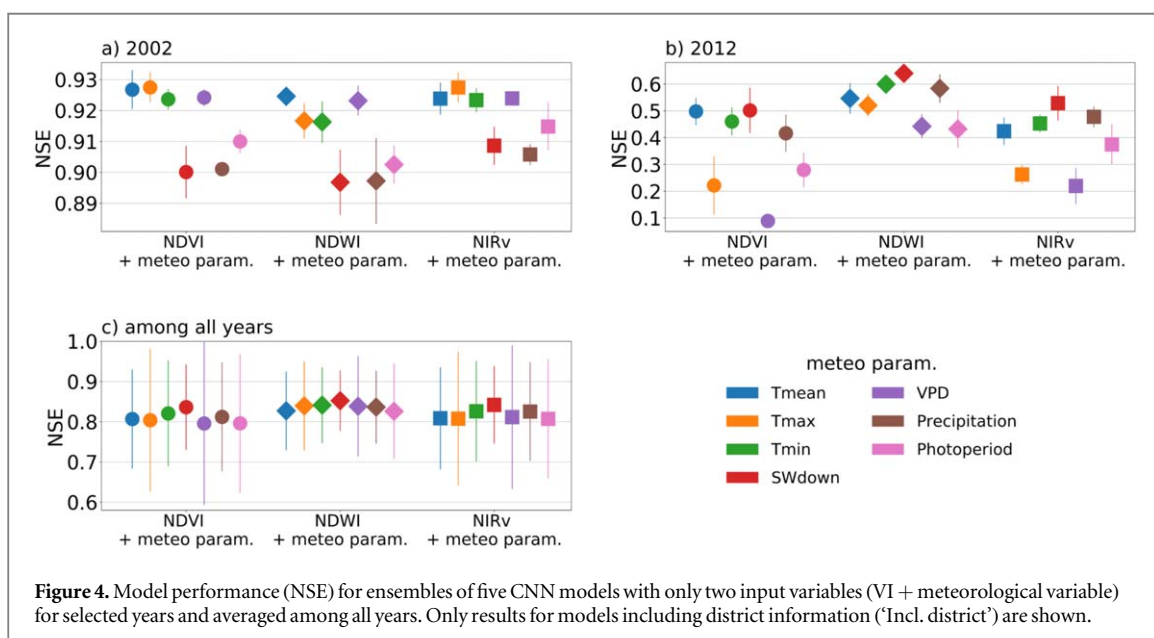 a) 2002
NSE
0.93
0.92
0.91
0.90
0.89
NDVI
+ meteo param.
NDWI
+ meteo param.
NIRv
+ meteo param.
b) 2012
NSE
0.6
0.5
0.4
0.3
0.2
0.1
NDVI
+ meteo param.
NDWI
+ meteo param.
NIRv
+ meteo param.
c) among all years
NSE
1.0
0.9
0.8
0.7
0.6
NDVI
+ meteo param.
NDWI
+ meteo param.
NIRv
+ meteo param.
meteo param.
Tmean
Tmax
Tmin
SWdown
VPD
Precipitation
Photoperiod
Figure 4. Model performance (NSE) for ensembles of five CNN models with only two input variables (VI + meteorological variable)
for selected years and averaged among all years. Only results for models including district information (‘Incl. district’) are shown.